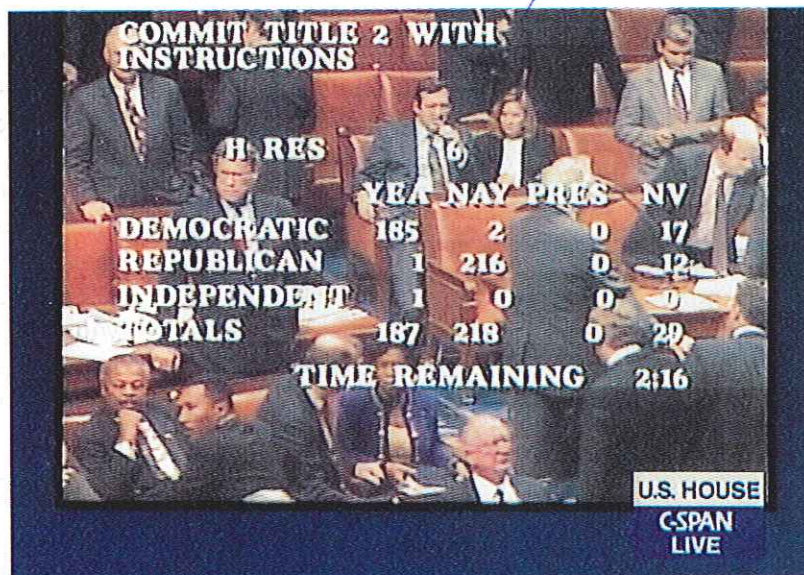 COMMIT TITLE 2 WITH
INSTRUCTIONS
H RES 6
YEA NAY PRES NV
DEMOCRATIC 185 2 0 17
REPUBLICAN 1 216 0 12
INDEPENDENT 1 0 0 0
TOTALS 187 218 0 29
TIME REMAINING 2:16
U.S. HOUSE
C-SPAN
LIVE